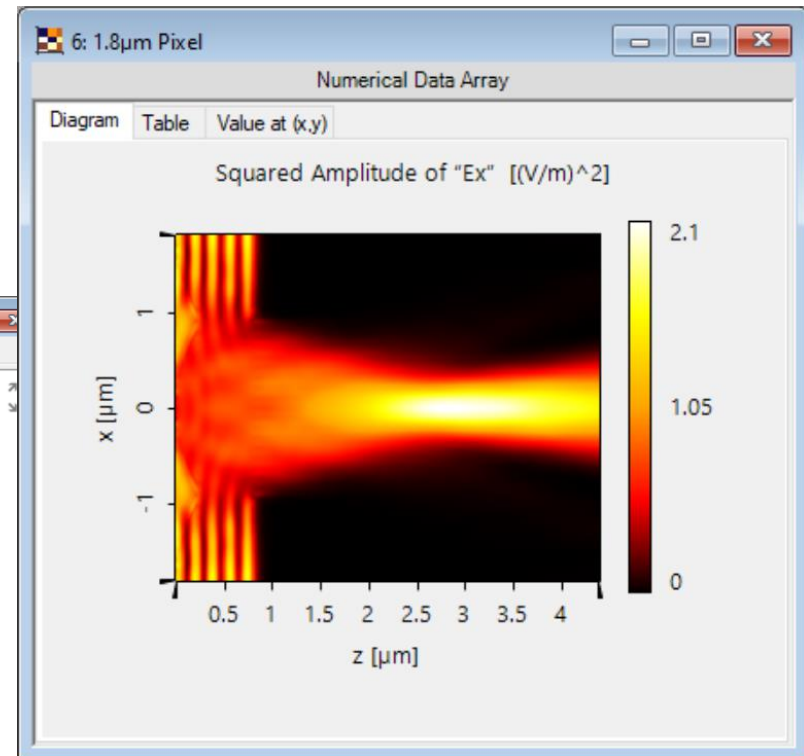 6: 1.8µm Pixel
Numerical Data Array
Diagram Table Value at (x,y)
Squared Amplitude of "Ex" [(V/m)^2]
2.1
1.05
0
x [µm]
1
0
-1
0.5 1 1.5 2 2.5 3 3.5 4
z [µm]